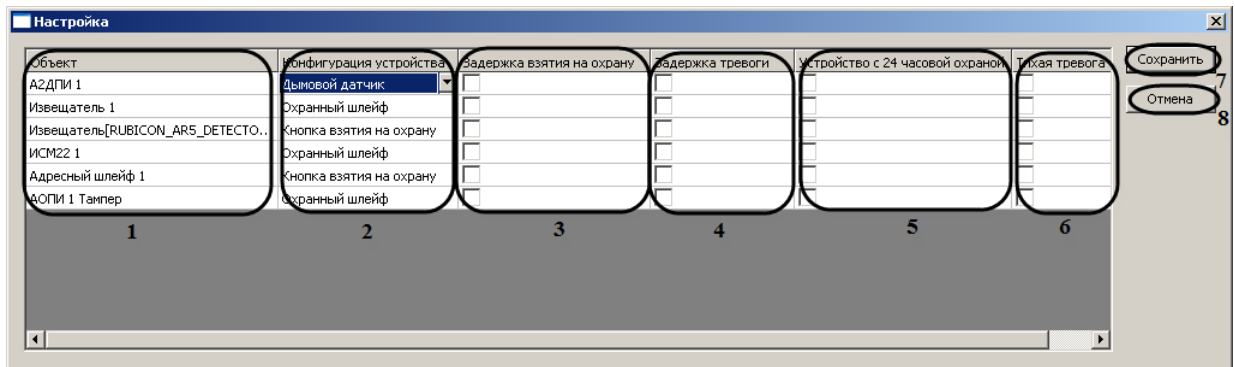 Настройка
Объект Конфигурация устройства Задержка взятия на охрану Задержка тревоги Устройство с 24 часовой охраной Тихая тревога Сохранить
А2ДПИ 1 Дымовой датчик 7
Извещатель 1 Охранный шлейф Отмена
Извещатель[RUBICON_AR5_DETECTO... Кнопка взятия на охрану 8
ИСМ22 1 Охранный шлейф
Адресный шлейф 1 Кнопка взятия на охрану
АОПИ 1 Тампер Охранный шлейф
1 2 3 4 5 6